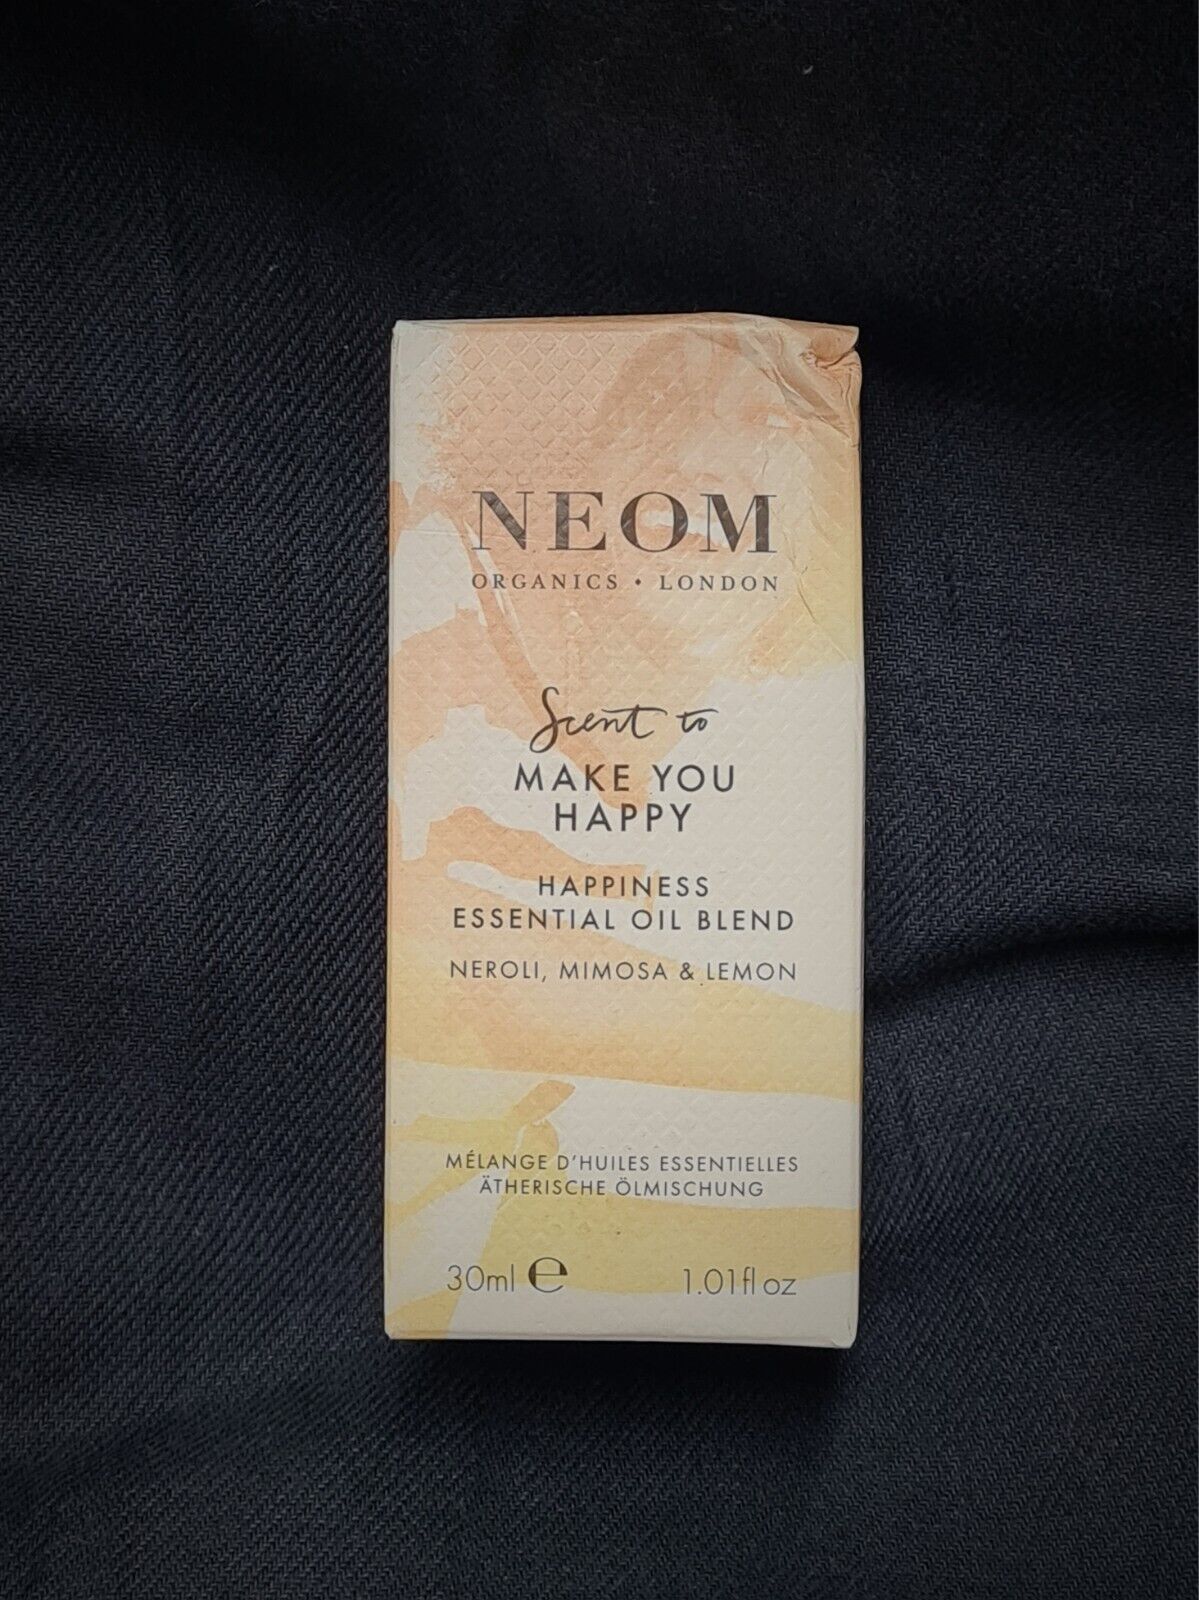 NEOM
ORGANICS • LONDON
Scent to
MAKE YOU
HAPPY
HAPPINESS
ESSENTIAL OIL BLEND
NEROLI, MIMOSA & LEMON
MÉLANGE D'HUILES ESSENTIELLES
ÄTHERISCHE ÖLMISCHUNG
30ml ℮ 1.01fl oz